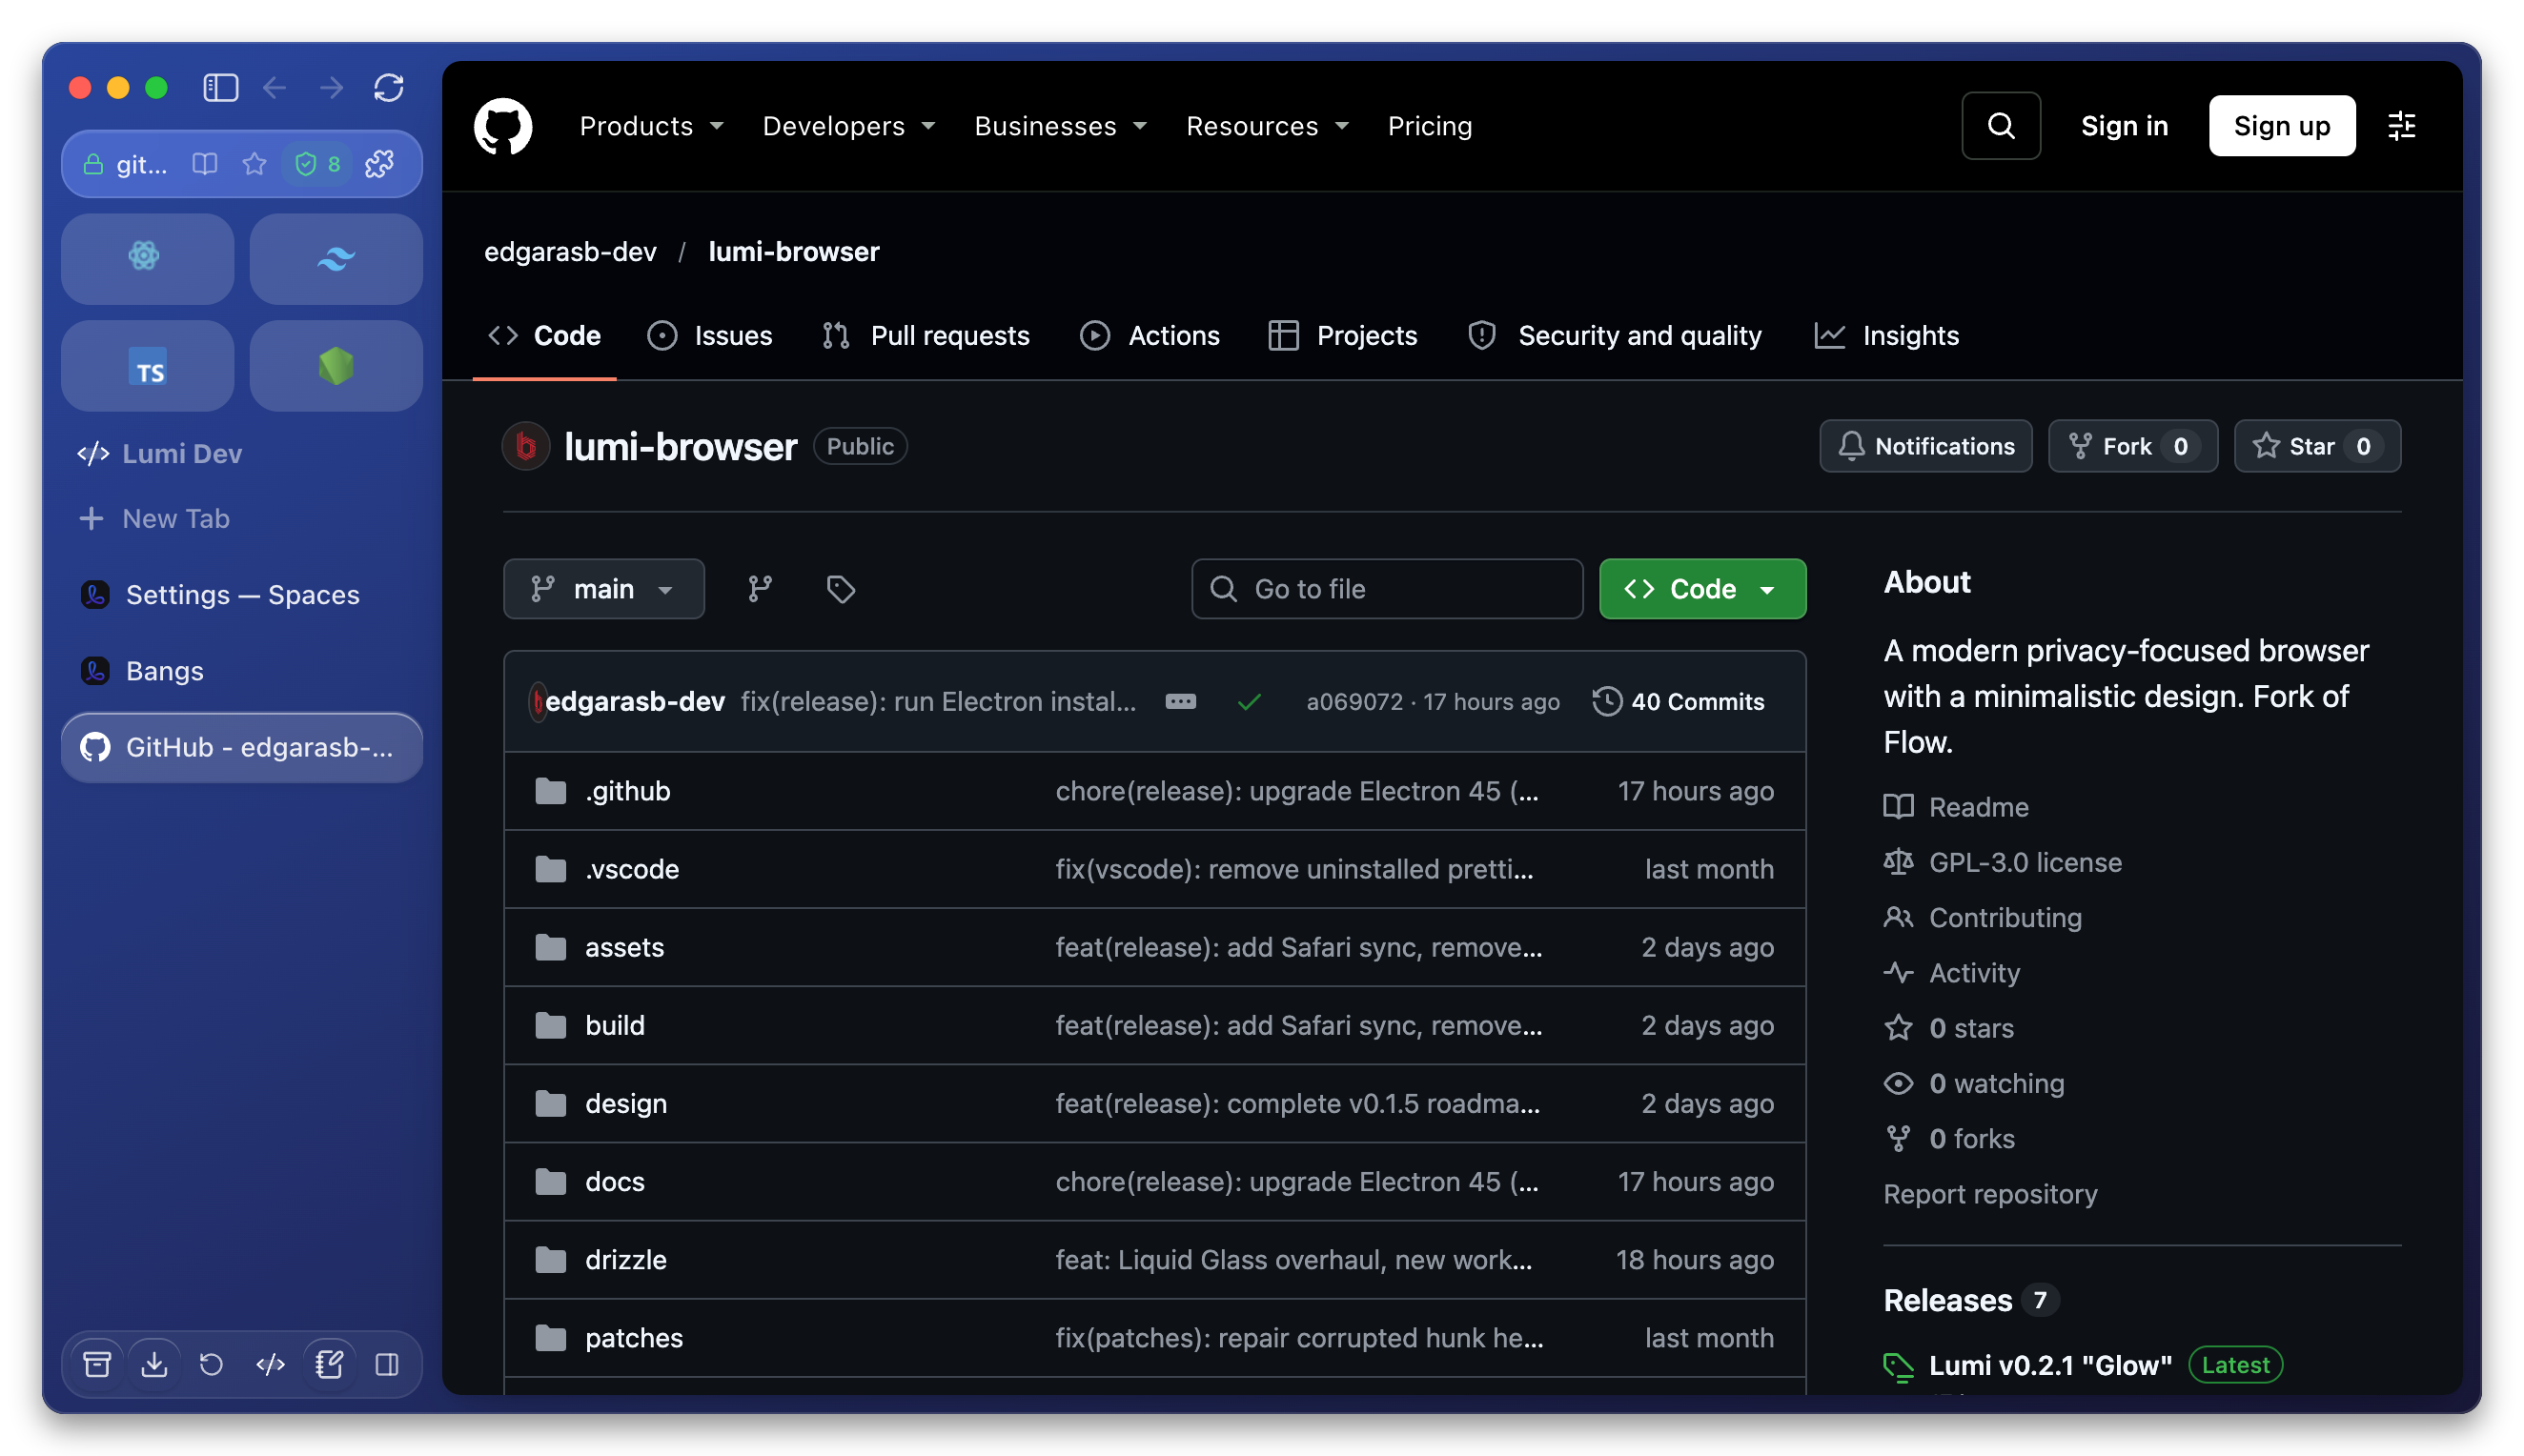 git...
8
TS
Lumi Dev
New Tab
Settings — Spaces
Bangs
GitHub - edgarasb-...
Products
Developers
Businesses
Resources
Pricing
Sign in
Sign up
edgarasb-dev / lumi-browser
Code
Issues
Pull requests
Actions
Projects
Security and quality
Insights
lumi-browser
Public
Notifications
Fork 0
Star 0
main
Go to file
Code
edgarasb-dev fix(release): run Electron instal... a069072 · 17 hours ago 40 Commits
.github chore(release): upgrade Electron 45 (... 17 hours ago
.vscode fix(vscode): remove uninstalled pretti... last month
assets feat(release): add Safari sync, remove... 2 days ago
build feat(release): add Safari sync, remove... 2 days ago
design feat(release): complete v0.1.5 roadma... 2 days ago
docs chore(release): upgrade Electron 45 (... 17 hours ago
drizzle feat: Liquid Glass overhaul, new work... 18 hours ago
patches fix(patches): repair corrupted hunk he... last month
About
A modern privacy-focused browser
with a minimalistic design. Fork of
Flow.
Readme
GPL-3.0 license
Contributing
Activity
0 stars
0 watching
0 forks
Report repository
Releases 7
Lumi v0.2.1 "Glow" Latest